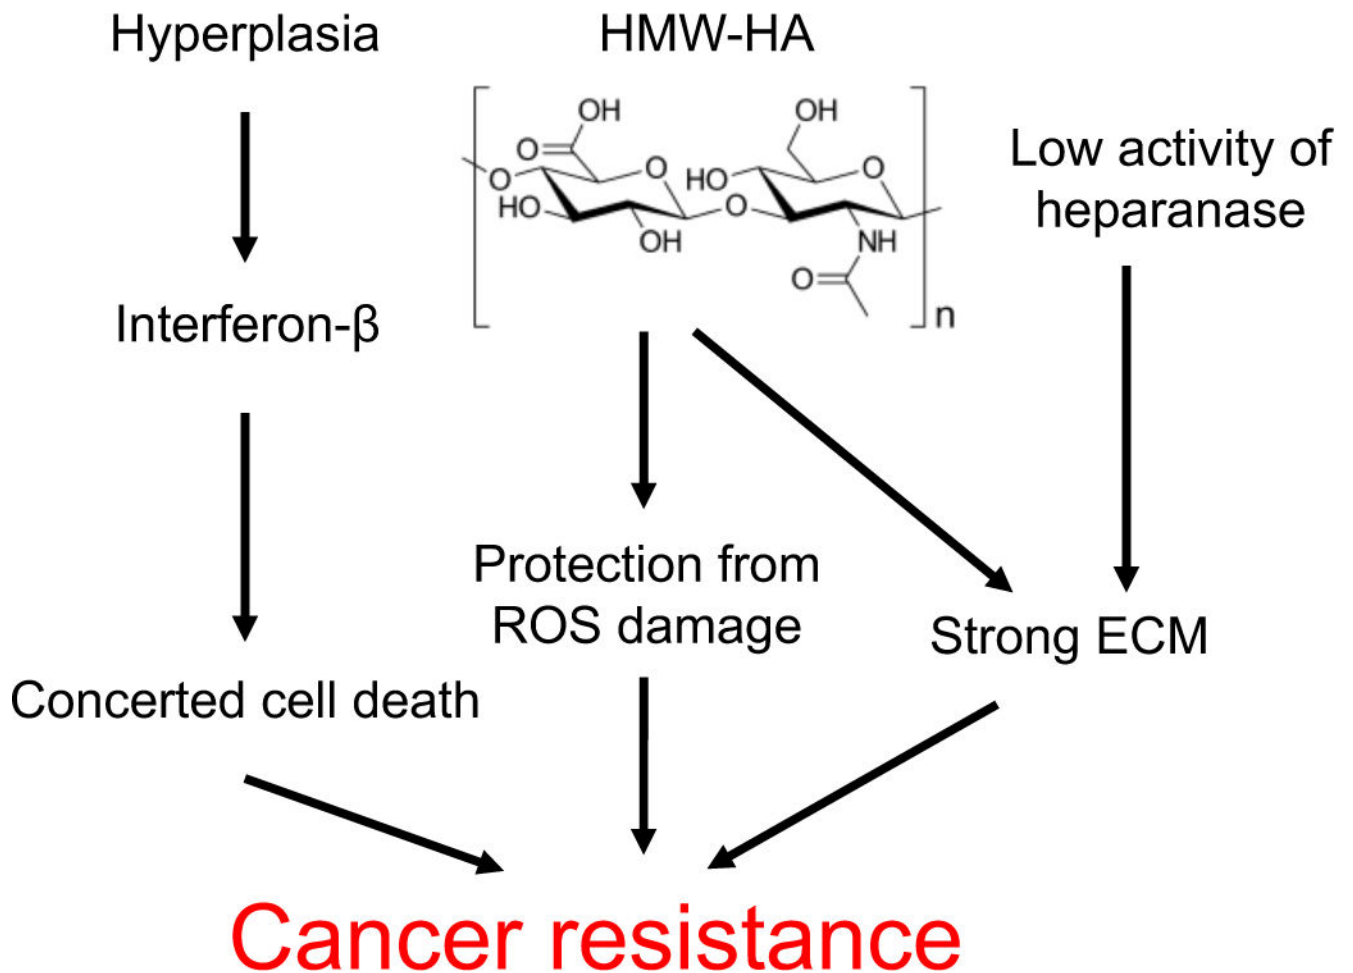 Hyperplasia
HMW-HA
OH
O
O
O
HO
OH
OH
HO
O
O
NH
O
n
Low activity of
heparanase
Interferon-β
Protection from
ROS damage
Strong ECM
Concerted cell death
Cancer resistance